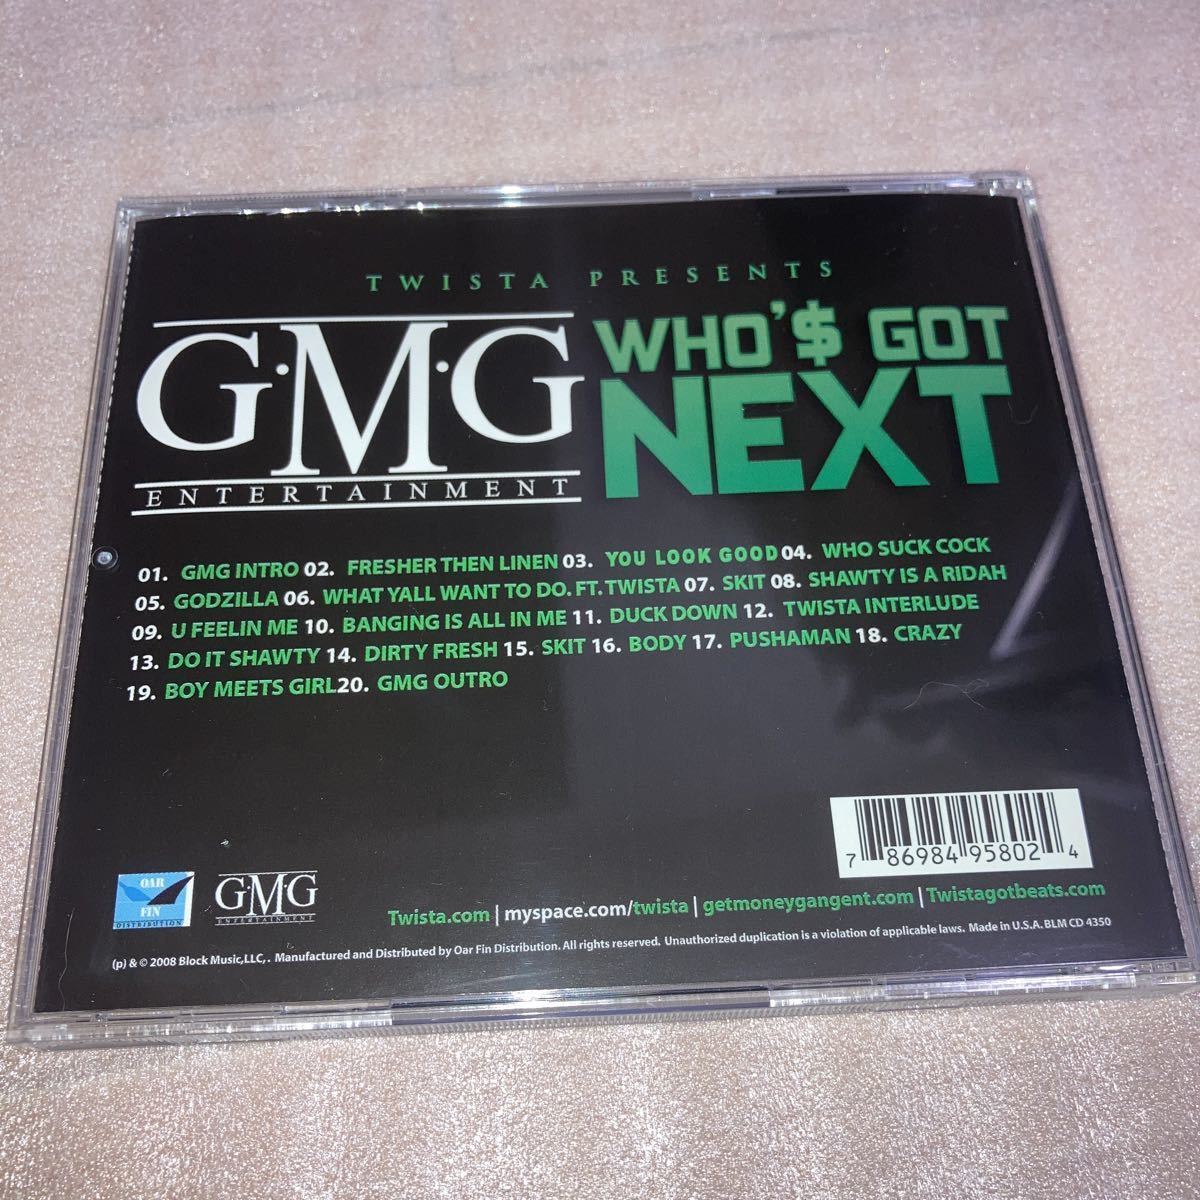 TWISTA PRESENTS
G·M·G
ENTERTAINMENT
WHO'$ GOT
NEXT
01. GMG INTRO 02. FRESHER THEN LINEN 03. YOU LOOK GOOD 04. WHO SUCK COCK
05. GODZILLA 06. WHAT YALL WANT TO DO. FT. TWISTA 07. SKIT 08. SHAWTY IS A RIDAH
09. U FEELIN ME 10. BANGING IS ALL IN ME 11. DUCK DOWN 12. TWISTA INTERLUDE
13. DO IT SHAWTY 14. DIRTY FRESH 15. SKIT 16. BODY 17. PUSHAMAN 18. CRAZY
19. BOY MEETS GIRL 20. GMG OUTRO
7 86984 95802 4
OAR
FIN
DISTRIBUTION
G·M·G
ENTERTAINMENT
Twista.com | myspace.com/twista | getmoneygangent.com | Twistagotbeats.com
(p) & © 2008 Block Music,LLC,. Manufactured and Distributed by Oar Fin Distribution. All rights reserved. Unauthorized duplication is a violation of applicable laws. Made in U.S.A. BLM CD 4350